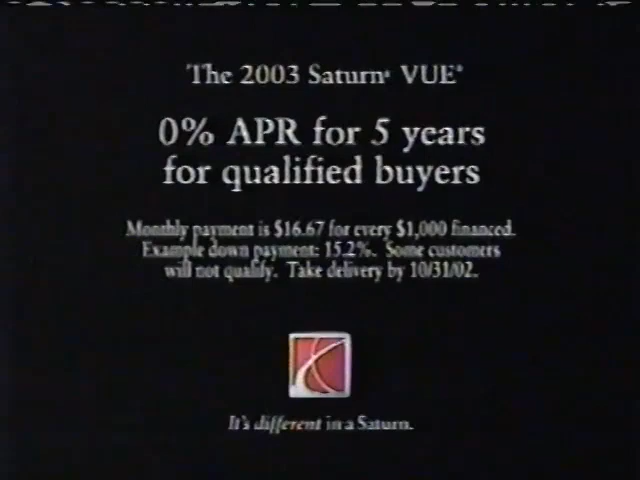 The 2003 Saturn® VUE®
0% APR for 5 years
for qualified buyers
Monthly payment is $16.67 for every $1,000 financed.
Example down payment: 15.2%. Some customers
will not qualify. Take delivery by 10/31/02.
It's different in a Saturn.